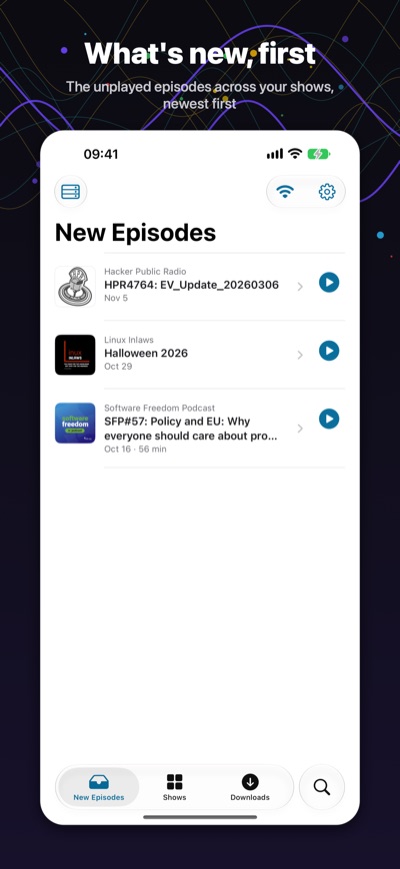 What's new, first
The unplayed episodes across your shows,
newest first
09:41
New Episodes
Hacker Public Radio
HPR4764: EV_Update_20260306
Nov 5
Linux Inlaws
Halloween 2026
Oct 29
software
freedom
Software Freedom Podcast
SFP#57: Policy and EU: Why
everyone should care about pro...
Oct 16 · 56 min
New Episodes
Shows
Downloads